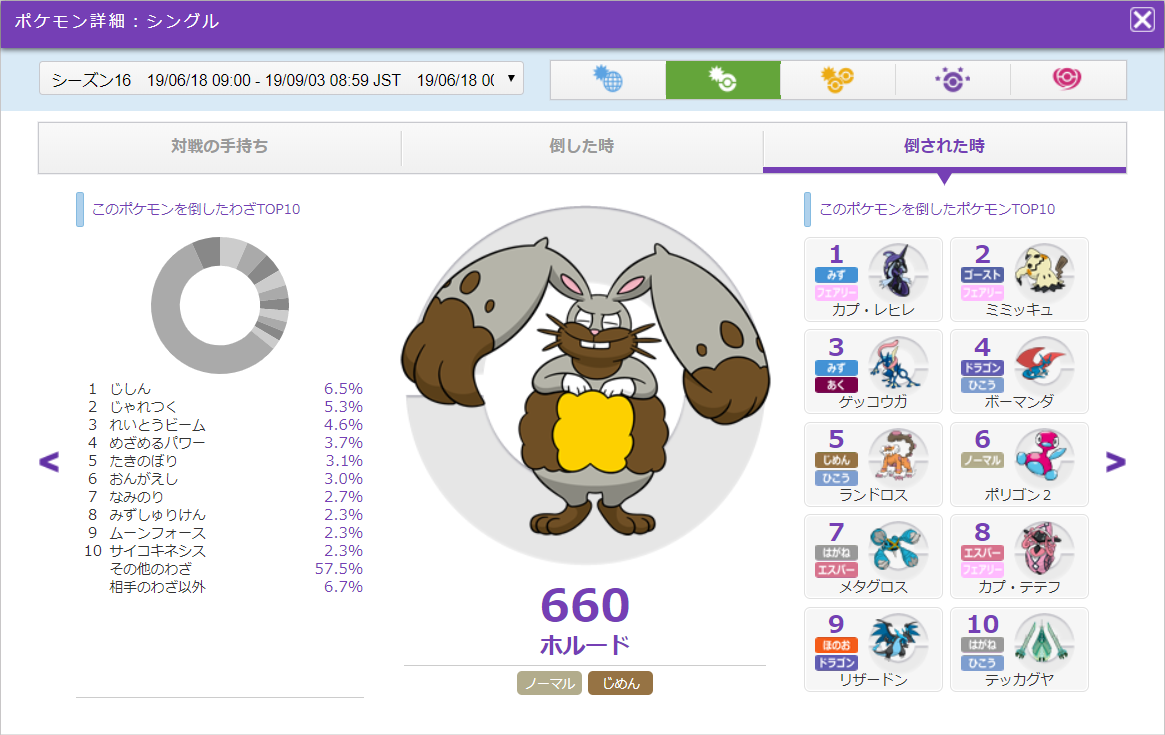 ポケモン詳細：シングル
シーズン16 19/06/18 09:00 - 19/09/03 08:59 JST 19/06/18
対戦の手持ち
倒した時
倒された時
このポケモンを倒したわざTOP10
1 じしん 6.5%
2 じゃれつく 5.3%
3 れいとうビーム 4.6%
4 めざめるパワー 3.7%
5 たきのぼり 3.1%
6 おんがえし 3.0%
7 なみのり 2.7%
8 みずしゅりけん 2.3%
9 ムーンフォース 2.3%
10 サイコキネシス 2.3%
その他のわざ 57.5%
相手のわざ以外 6.7%
660
ホルード
ノーマル じめん
このポケモンを倒したポケモンTOP10
1
みず
フェアリー
カプ・レヒレ
2
ゴースト
フェアリー
ミミッキュ
3
みず
あく
ゲッコウガ
4
ドラゴン
ひこう
ボーマンダ
5
じめん
ひこう
ランドロス
6
ノーマル
ポリゴン2
7
はがね
エスパー
メタグロス
8
エスパー
フェアリー
カプ・テテフ
9
ほのお
ドラゴン
リザードン
10
はがね
ひこう
テッカグヤ